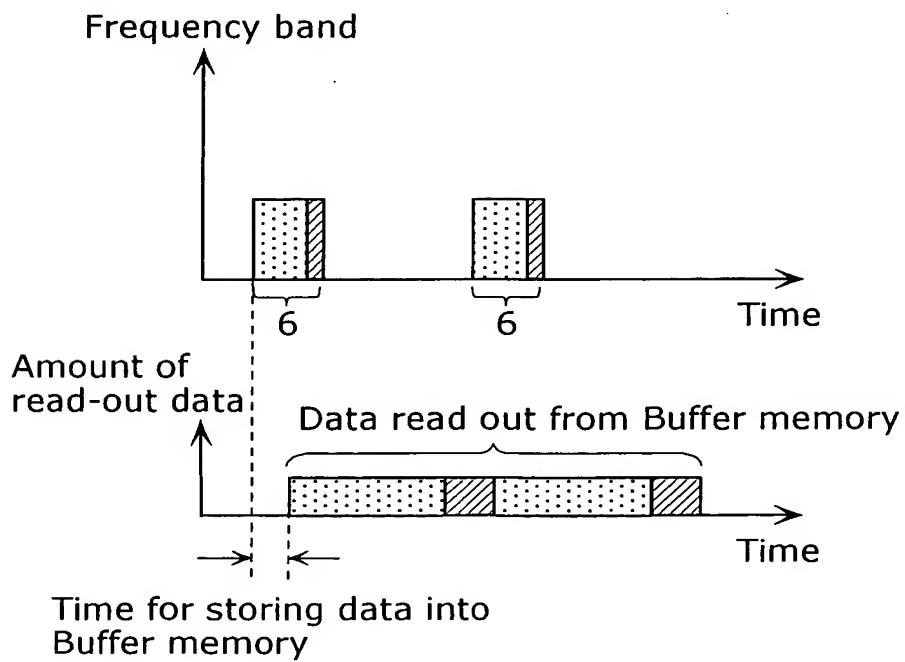 Frequency band
6
6
Time
Amount of
read-out data
Data read out from Buffer memory
Time
Time for storing data into
Buffer memory